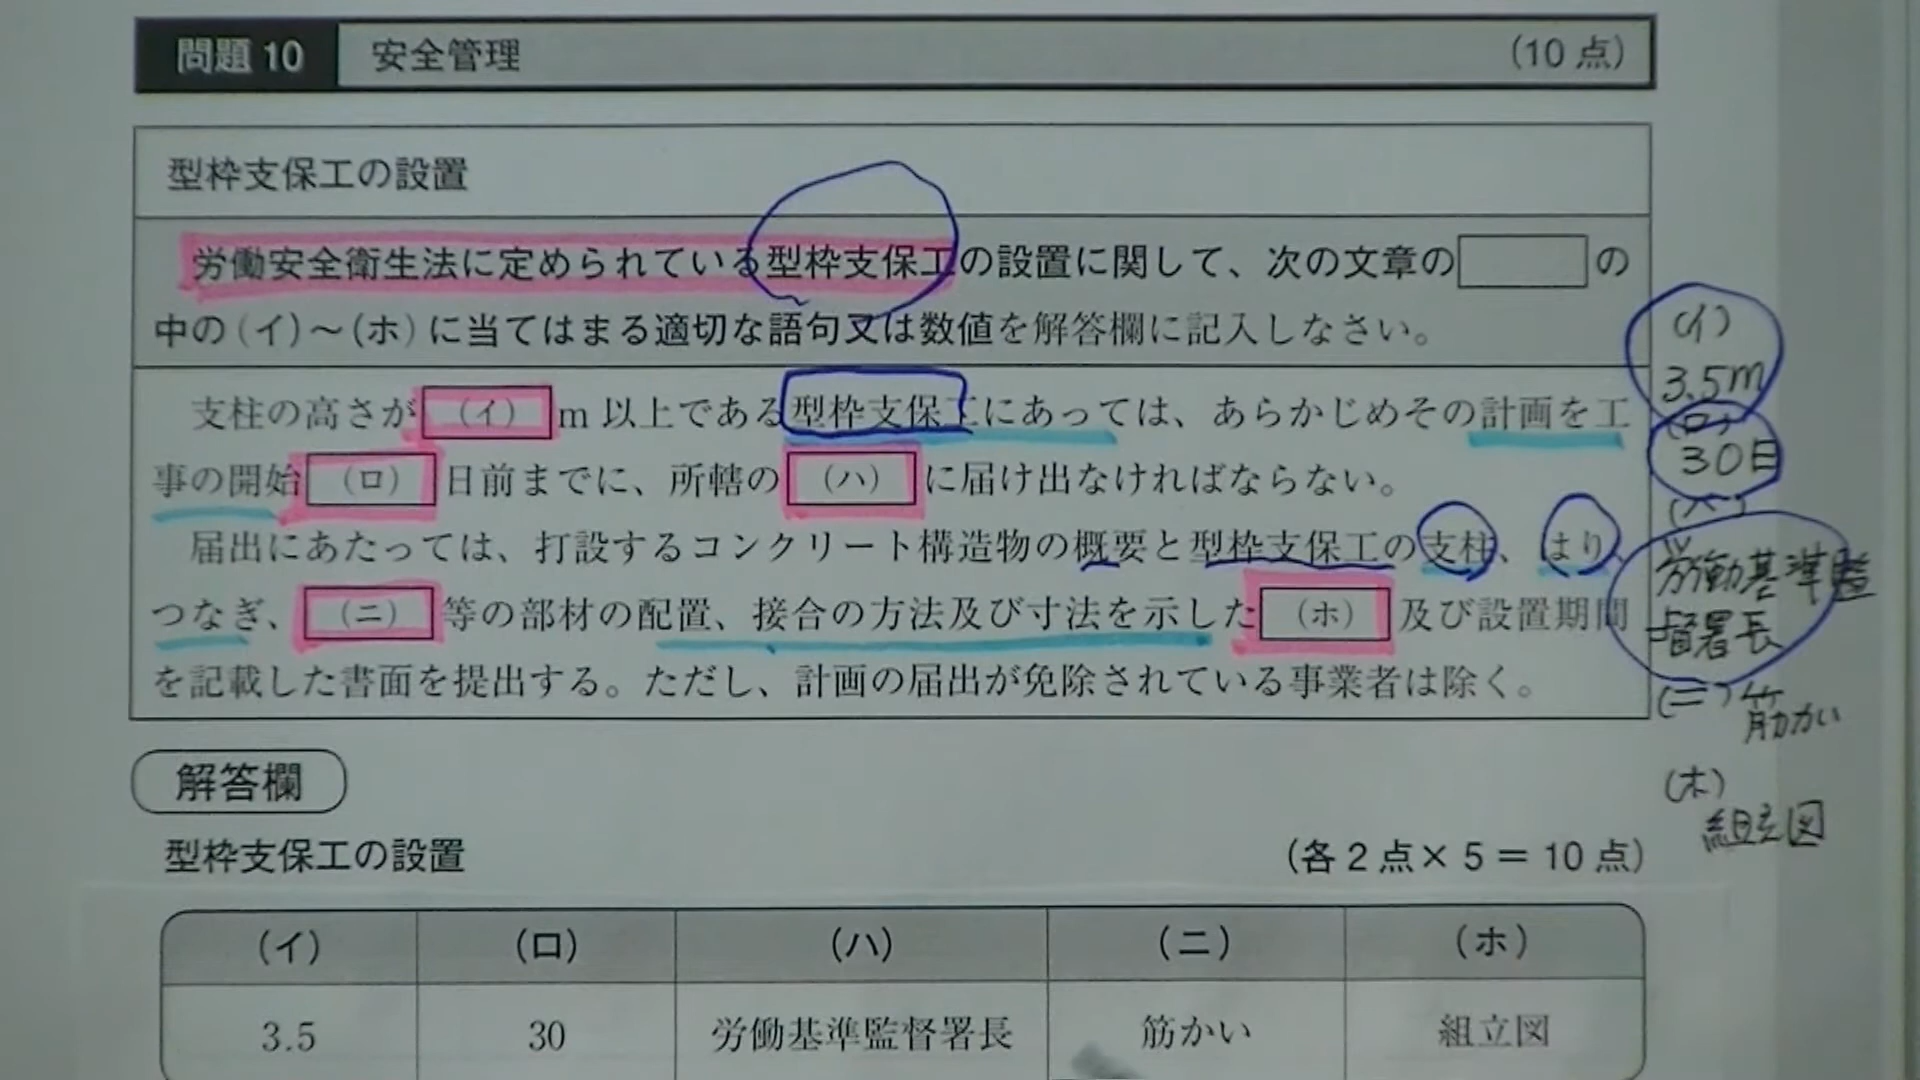 問題 10 安全管理 (10 点)
型枠支保工の設置
労働安全衛生法に定められている型枠支保工の設置に関して、次の文章の の
中の(イ)~(ホ)に当てはまる適切な語句又は数値を解答欄に記入しなさい。
支柱の高さが (イ) m 以上である型枠支保工にあっては、あらかじめその計画を工
事の開始 (ロ) 日前までに、所轄の (ハ) に届け出なければならない。
届出にあたっては、打設するコンクリート構造物の概要と型枠支保工の支柱、はり、
つなぎ、 (ニ) 等の部材の配置、接合の方法及び寸法を示した (ホ) 及び設置期間
を記載した書面を提出する。ただし、計画の届出が免除されている事業者は除く。
(イ)
3.5m
(ロ)
30日
(ハ)
労働基準監
督署長
(ニ) 筋かい
(ホ)
組立図
解答欄
型枠支保工の設置 (各 2 点× 5 = 10 点)
(イ) (ロ) (ハ) (ニ) (ホ)
3.5 30 労働基準監督署長 筋かい 組立図